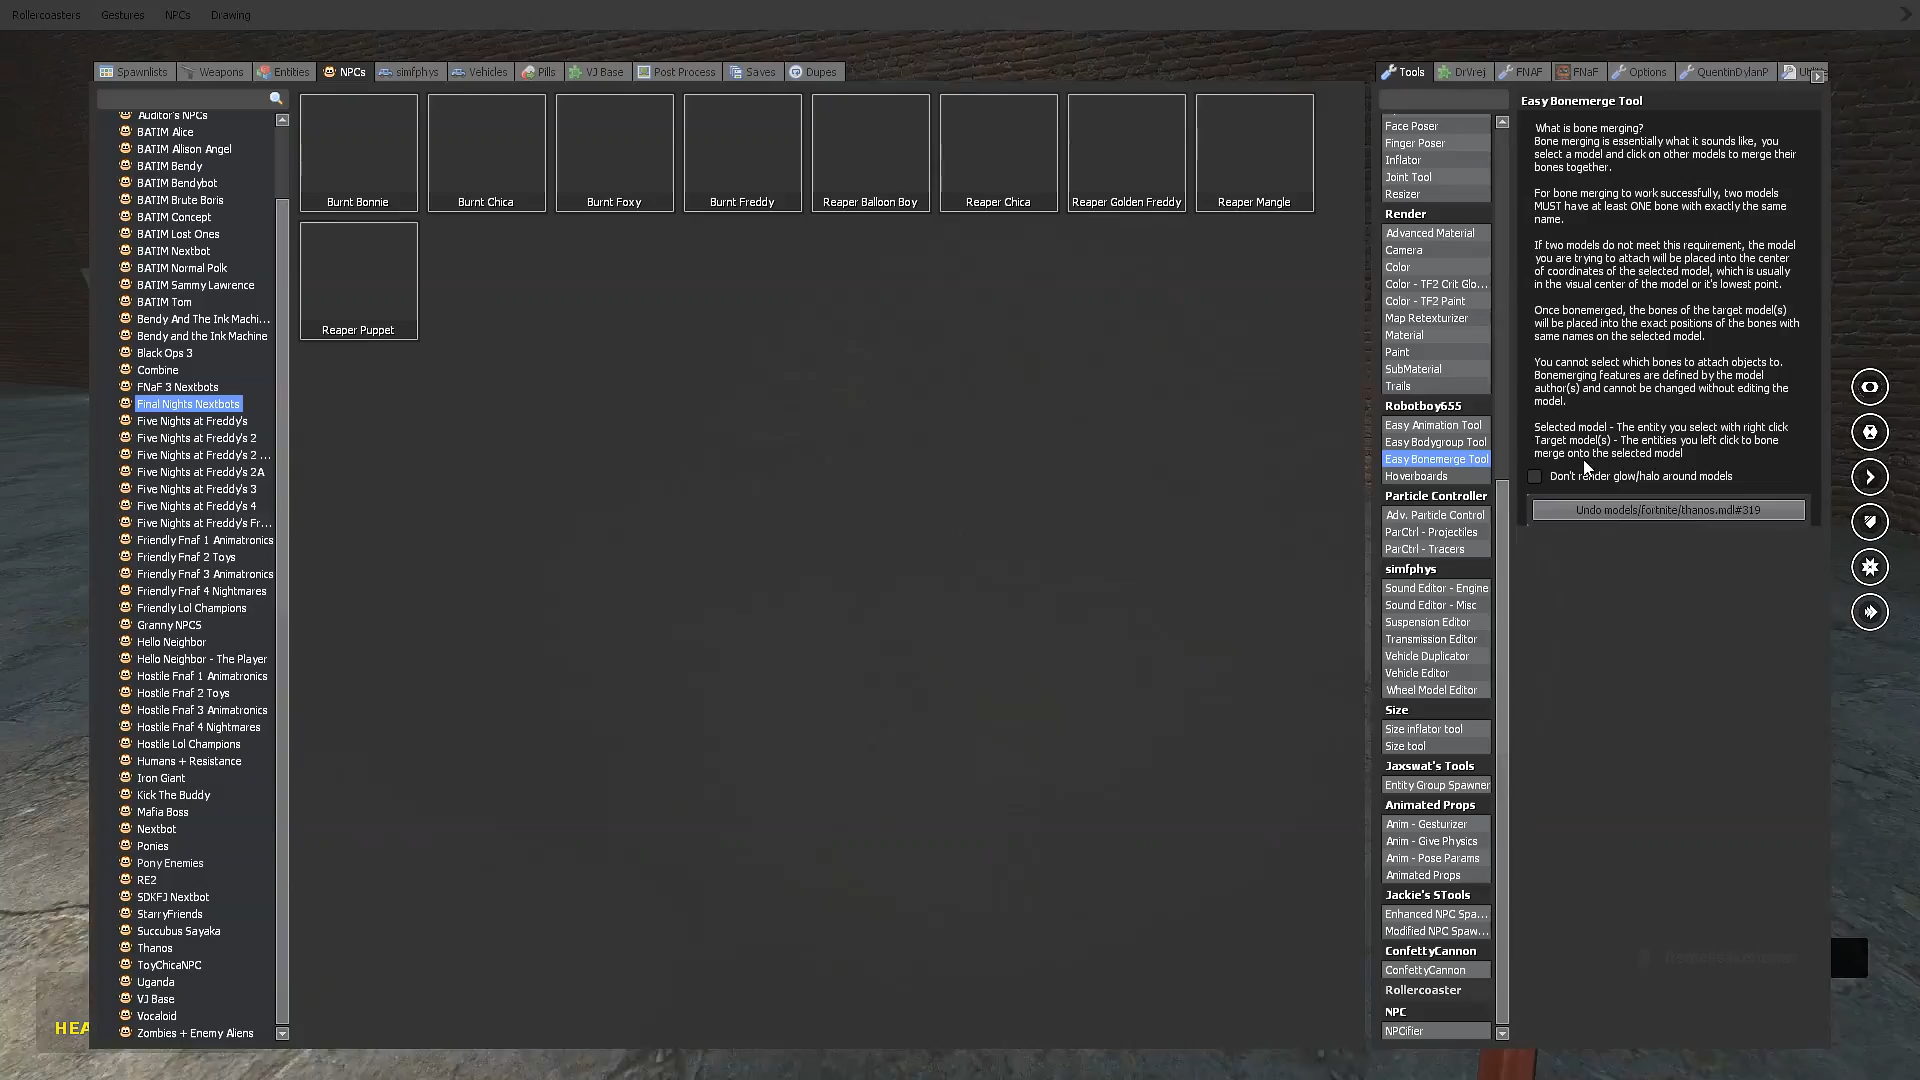 Rollercoasters Gestures NPCs Drawing
Spawnlists Weapons Entities NPCs simfphys Vehicles Pills VJ Base Post Process Saves Dupes
Auditor's NPCs
BATIM Alice
BATIM Allison Angel
BATIM Bendy
BATIM Bendybot
BATIM Brute Boris
BATIM Concept
BATIM Lost Ones
BATIM Nextbot
BATIM Normal Polk
BATIM Sammy Lawrence
BATIM Tom
Bendy And The Ink Machi...
Bendy and the Ink Machine
Black Ops 3
Combine
FNaF 3 Nextbots
Final Nights Nextbots
Five Nights at Freddy's
Five Nights at Freddy's 2
Five Nights at Freddy's 2 ...
Five Nights at Freddy's 2A
Five Nights at Freddy's 3
Five Nights at Freddy's 4
Five Nights at Freddy's Fr...
Friendly Fnaf 1 Animatronics
Friendly Fnaf 2 Toys
Friendly Fnaf 3 Animatronics
Friendly Fnaf 4 Nightmares
Friendly Lol Champions
Granny NPCS
Hello Neighbor
Hello Neighbor - The Player
Hostile Fnaf 1 Animatronics
Hostile Fnaf 2 Toys
Hostile Fnaf 3 Animatronics
Hostile Fnaf 4 Nightmares
Hostile Lol Champions
Humans + Resistance
Iron Giant
Kick The Buddy
Mafia Boss
Nextbot
Ponies
Pony Enemies
RE2
SDKFJ Nextbot
StarryFriends
Succubus Sayaka
Thanos
ToyChicaNPC
Uganda
VJ Base
Vocaloid
Zombies + Enemy Aliens
HEA
Burnt Bonnie Burnt Chica Burnt Foxy Burnt Freddy Reaper Balloon Boy Reaper Chica Reaper Golden Freddy Reaper Mangle
Reaper Puppet
Tools DrVrej FNAF FNaF Options QuentinDylanP
Face Poser
Finger Poser
Inflator
Joint Tool
Resizer
Render
Advanced Material
Camera
Color
Color - TF2 Crit Glo...
Color - TF2 Paint
Map Retexturizer
Material
Paint
SubMaterial
Trails
Robotboy655
Easy Animation Tool
Easy Bodygroup Tool
Easy Bonemerge Tool
Hoverboards
Particle Controller
Adv. Particle Control
ParCtrl - Projectiles
ParCtrl - Tracers
simfphys
Sound Editor - Engine
Sound Editor - Misc
Suspension Editor
Transmission Editor
Vehicle Duplicator
Vehicle Editor
Wheel Model Editor
Size
Size inflator tool
Size tool
Jaxswat's Tools
Entity Group Spawner
Animated Props
Anim - Gesturizer
Anim - Give Physics
Anim - Pose Params
Animated Props
Jackie's STools
Enhanced NPC Spa...
Modified NPC Spaw...
ConfettyCannon
ConfettyCannon
Rollercoaster
NPC
NPCifier
Easy Bonemerge Tool
What is bone merging?
Bone merging is essentially what it sounds like, you
select a model and click on other models to merge their
bones together.
For bone merging to work successfully, two models
MUST have at least ONE bone with exactly the same
name.
If two models do not meet this requirement, the model
you are trying to attach will be placed into the center
of coordinates of the selected model, which is usually
in the visual center of the model or it's lowest point.
Once bonemerged, the bones of the target model(s)
will be placed into the exact positions of the bones with
same names on the selected model.
You cannot select which bones to attach objects to.
Bonemerging features are defined by the model
author(s) and cannot be changed without editing the
model.
Selected model - The entity you select with right click
Target model(s) - The entities you left click to bone
merge onto the selected model
Don't render glow/halo around models
Undo models/fortnite/thanos.mdl#319